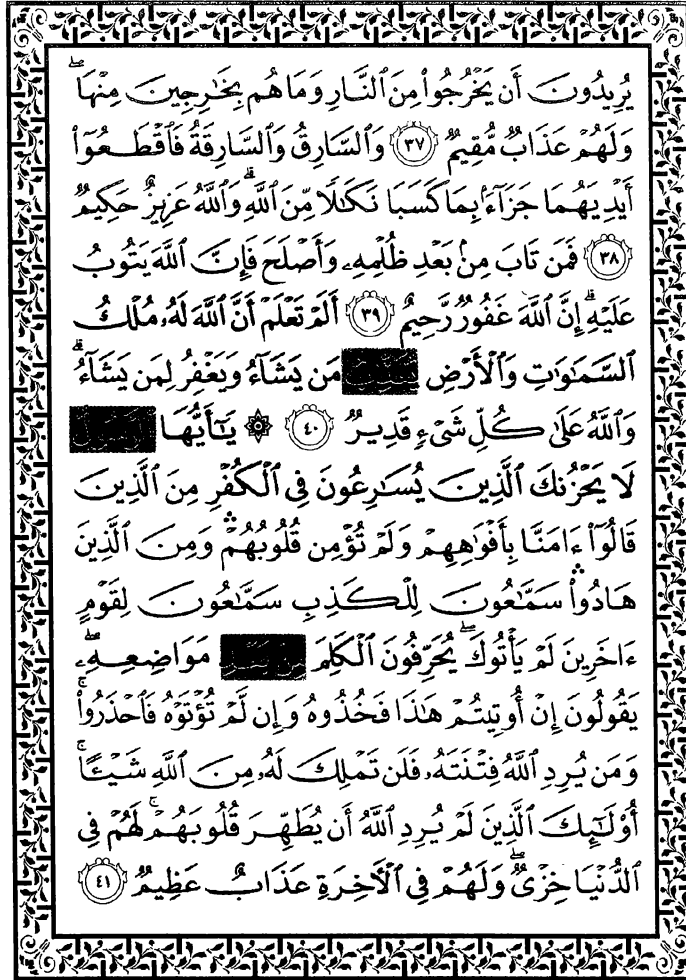 يُرِيدُونَ أَن يَخْرُجُوا۟ مِنَ ٱلنَّارِ وَمَا هُم بِخَـٰرِجِينَ مِنْهَا ۖ
وَلَهُمْ عَذَابٌ مُّقِيمٌ ﴿٣٧﴾ وَٱلسَّارِقُ وَٱلسَّارِقَةُ فَٱقْطَعُوٓا۟
أَيْدِيَهُمَا جَزَآءًۢ بِمَا كَسَبَا نَكَـٰلًا مِّنَ ٱللَّهِ ۗ وَٱللَّهُ عَزِيزٌ حَكِيمٌ
﴿٣٨﴾ فَمَن تَابَ مِنۢ بَعْدِ ظُلْمِهِۦ وَأَصْلَحَ فَإِنَّ ٱللَّهَ يَتُوبُ
عَلَيْهِ ۗ إِنَّ ٱللَّهَ غَفُورٌ رَّحِيمٌ ﴿٣٩﴾ أَلَمْ تَعْلَمْ أَنَّ ٱللَّهَ لَهُۥ مُلْكُ
ٱلسَّمَـٰوَٰتِ وَٱلْأَرْضِ مَن يَشَآءُ وَيَغْفِرُ لِمَن يَشَآءُ ۗ
وَٱللَّهُ عَلَىٰ كُلِّ شَىْءٍ قَدِيرٌ ﴿٤٠﴾ ۞ يَـٰٓأَيُّهَا
لَا يَحْزُنكَ ٱلَّذِينَ يُسَـٰرِعُونَ فِى ٱلْكُفْرِ مِنَ ٱلَّذِينَ
قَالُوٓا۟ ءَامَنَّا بِأَفْوَٰهِهِمْ وَلَمْ تُؤْمِن قُلُوبُهُمْ ۛ وَمِنَ ٱلَّذِينَ
هَادُوا۟ ۛ سَمَّـٰعُونَ لِلْكَذِبِ سَمَّـٰعُونَ لِقَوْمٍ
ءَاخَرِينَ لَمْ يَأْتُوكَ ۖ يُحَرِّفُونَ ٱلْكَلِمَ مَوَاضِعِهِۦ ۖ
يَقُولُونَ إِنْ أُوتِيتُمْ هَـٰذَا فَخُذُوهُ وَإِن لَّمْ تُؤْتَوْهُ فَٱحْذَرُوا۟ ۚ
وَمَن يُرِدِ ٱللَّهُ فِتْنَتَهُۥ فَلَن تَمْلِكَ لَهُۥ مِنَ ٱللَّهِ شَيْـًٔا ۚ
أُو۟لَـٰٓئِكَ ٱلَّذِينَ لَمْ يُرِدِ ٱللَّهُ أَن يُطَهِّرَ قُلُوبَهُمْ ۚ لَهُمْ فِى
ٱلدُّنْيَا خِزْىٌ ۖ وَلَهُمْ فِى ٱلْـَٔاخِرَةِ عَذَابٌ عَظِيمٌ ﴿٤١﴾